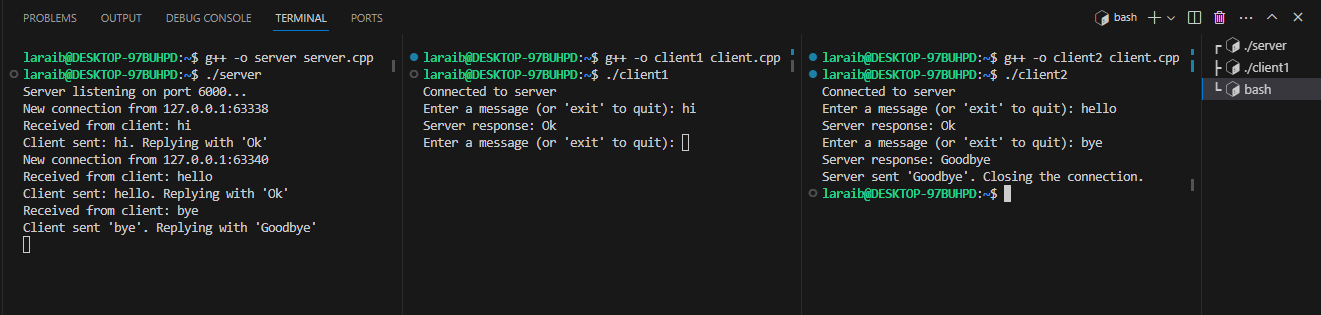 PROBLEMS OUTPUT DEBUG CONSOLE TERMINAL PORTS
bash
laraib@DESKTOP-97BUHPD:~$ g++ -o server server.cpp
laraib@DESKTOP-97BUHPD:~$ ./server
Server listening on port 6000...
New connection from 127.0.0.1:63338
Received from client: hi
Client sent: hi. Replying with 'Ok'
New connection from 127.0.0.1:63340
Received from client: hello
Client sent: hello. Replying with 'Ok'
Received from client: bye
Client sent 'bye'. Replying with 'Goodbye'
laraib@DESKTOP-97BUHPD:~$ g++ -o client1 client.cpp
laraib@DESKTOP-97BUHPD:~$ ./client1
Connected to server
Enter a message (or 'exit' to quit): hi
Server response: Ok
Enter a message (or 'exit' to quit):
laraib@DESKTOP-97BUHPD:~$ g++ -o client2 client.cpp
laraib@DESKTOP-97BUHPD:~$ ./client2
Connected to server
Enter a message (or 'exit' to quit): hello
Server response: Ok
Enter a message (or 'exit' to quit): bye
Server response: Goodbye
Server sent 'Goodbye'. Closing the connection.
laraib@DESKTOP-97BUHPD:~$
./server
./client1
bash